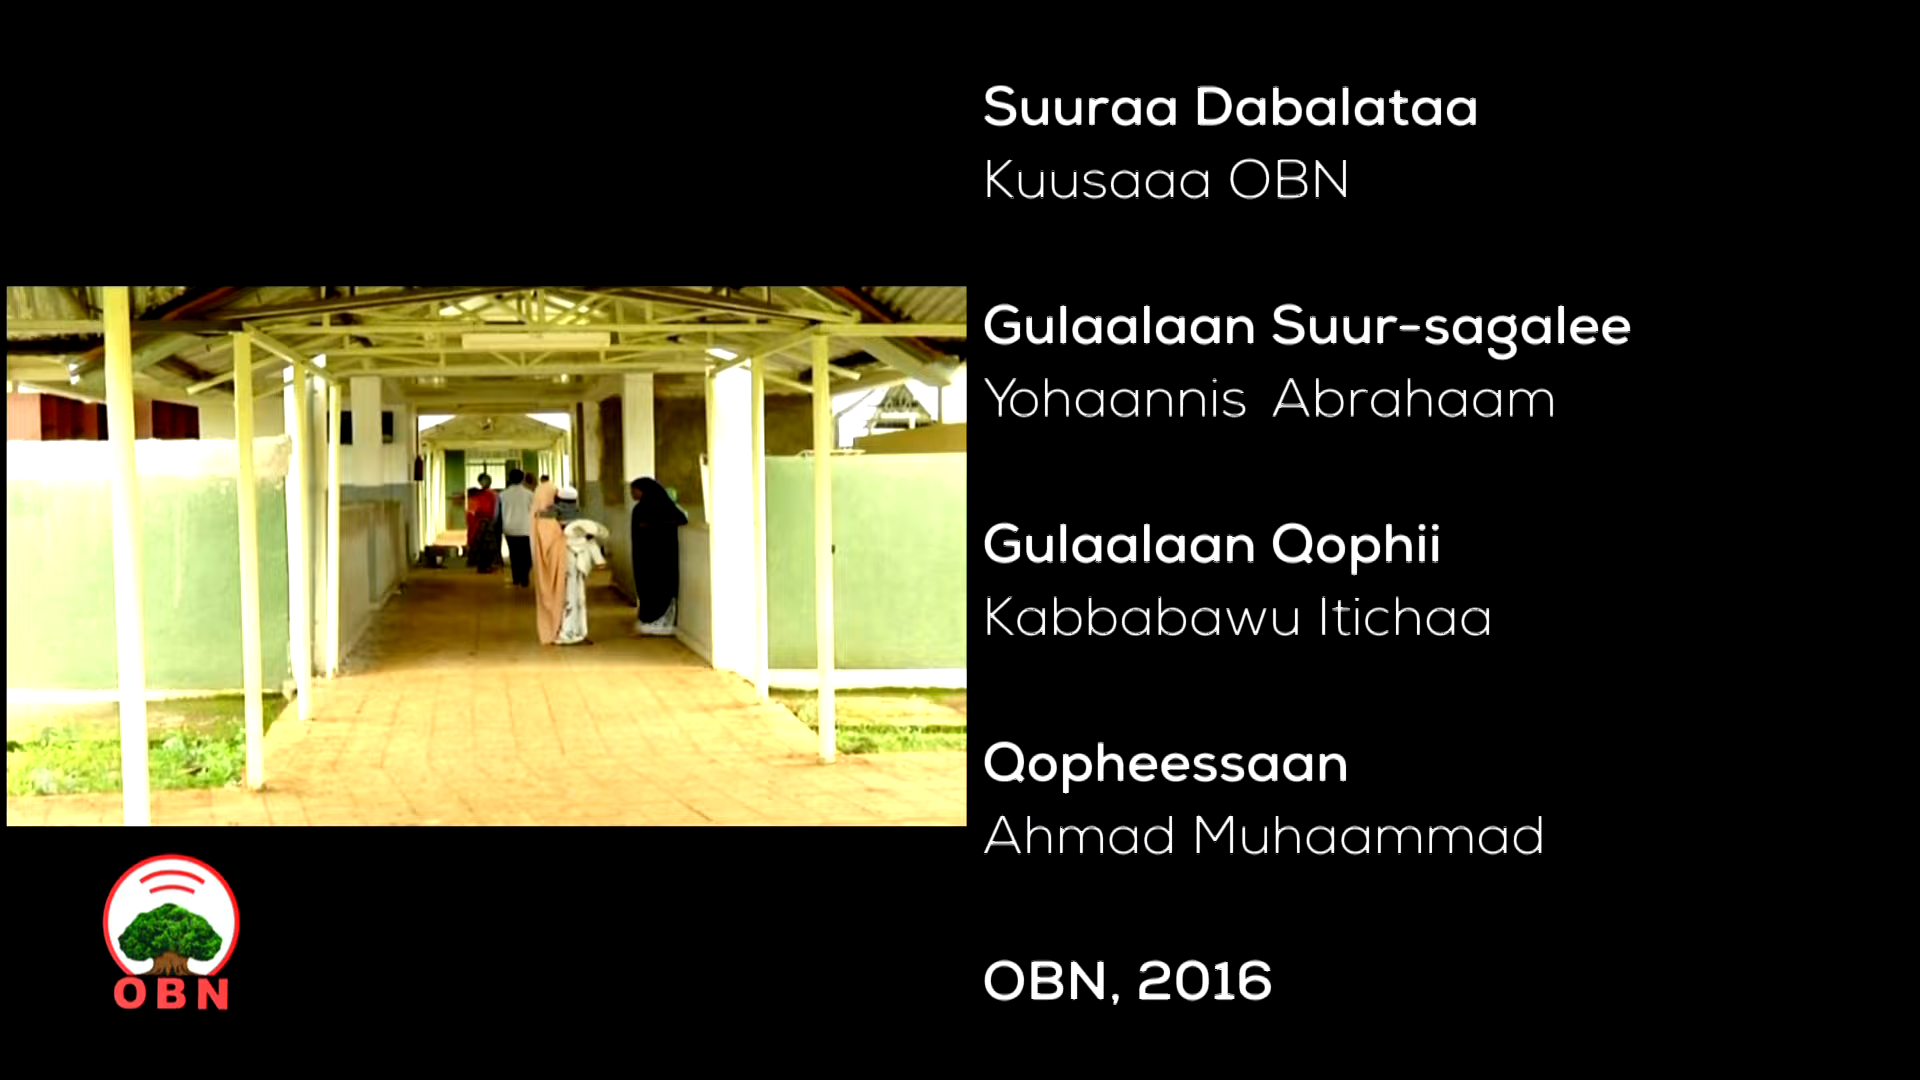 Suuraa Dabalataa
Kuusaaa OBN
Gulaalaan Suur-sagalee
Yohaannis Abrahaam
Gulaalaan Qophii
Kabbabawu Itichaa
Qopheessaan
Ahmad Muhaammad
OBN, 2016
OBN